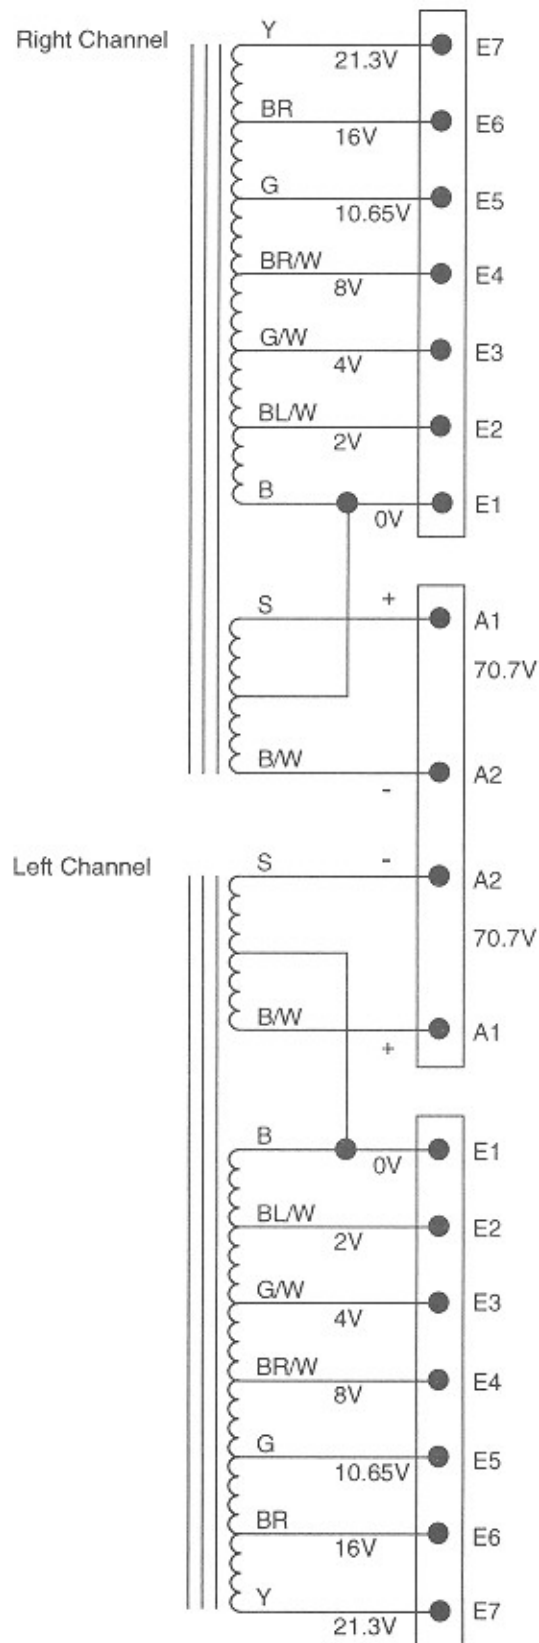 Right Channel
Y
21.3V
E7
BR
16V
E6
G
10.65V
E5
BR/W
8V
E4
G/W
4V
E3
BL/W
2V
E2
B
0V
E1
S
+
A1
70.7V
B/W
-
A2
Left Channel
S
-
A2
70.7V
B/W
+
A1
B
0V
E1
BL/W
2V
E2
G/W
4V
E3
BR/W
8V
E4
G
10.65V
E5
BR
16V
E6
Y
21.3V
E7